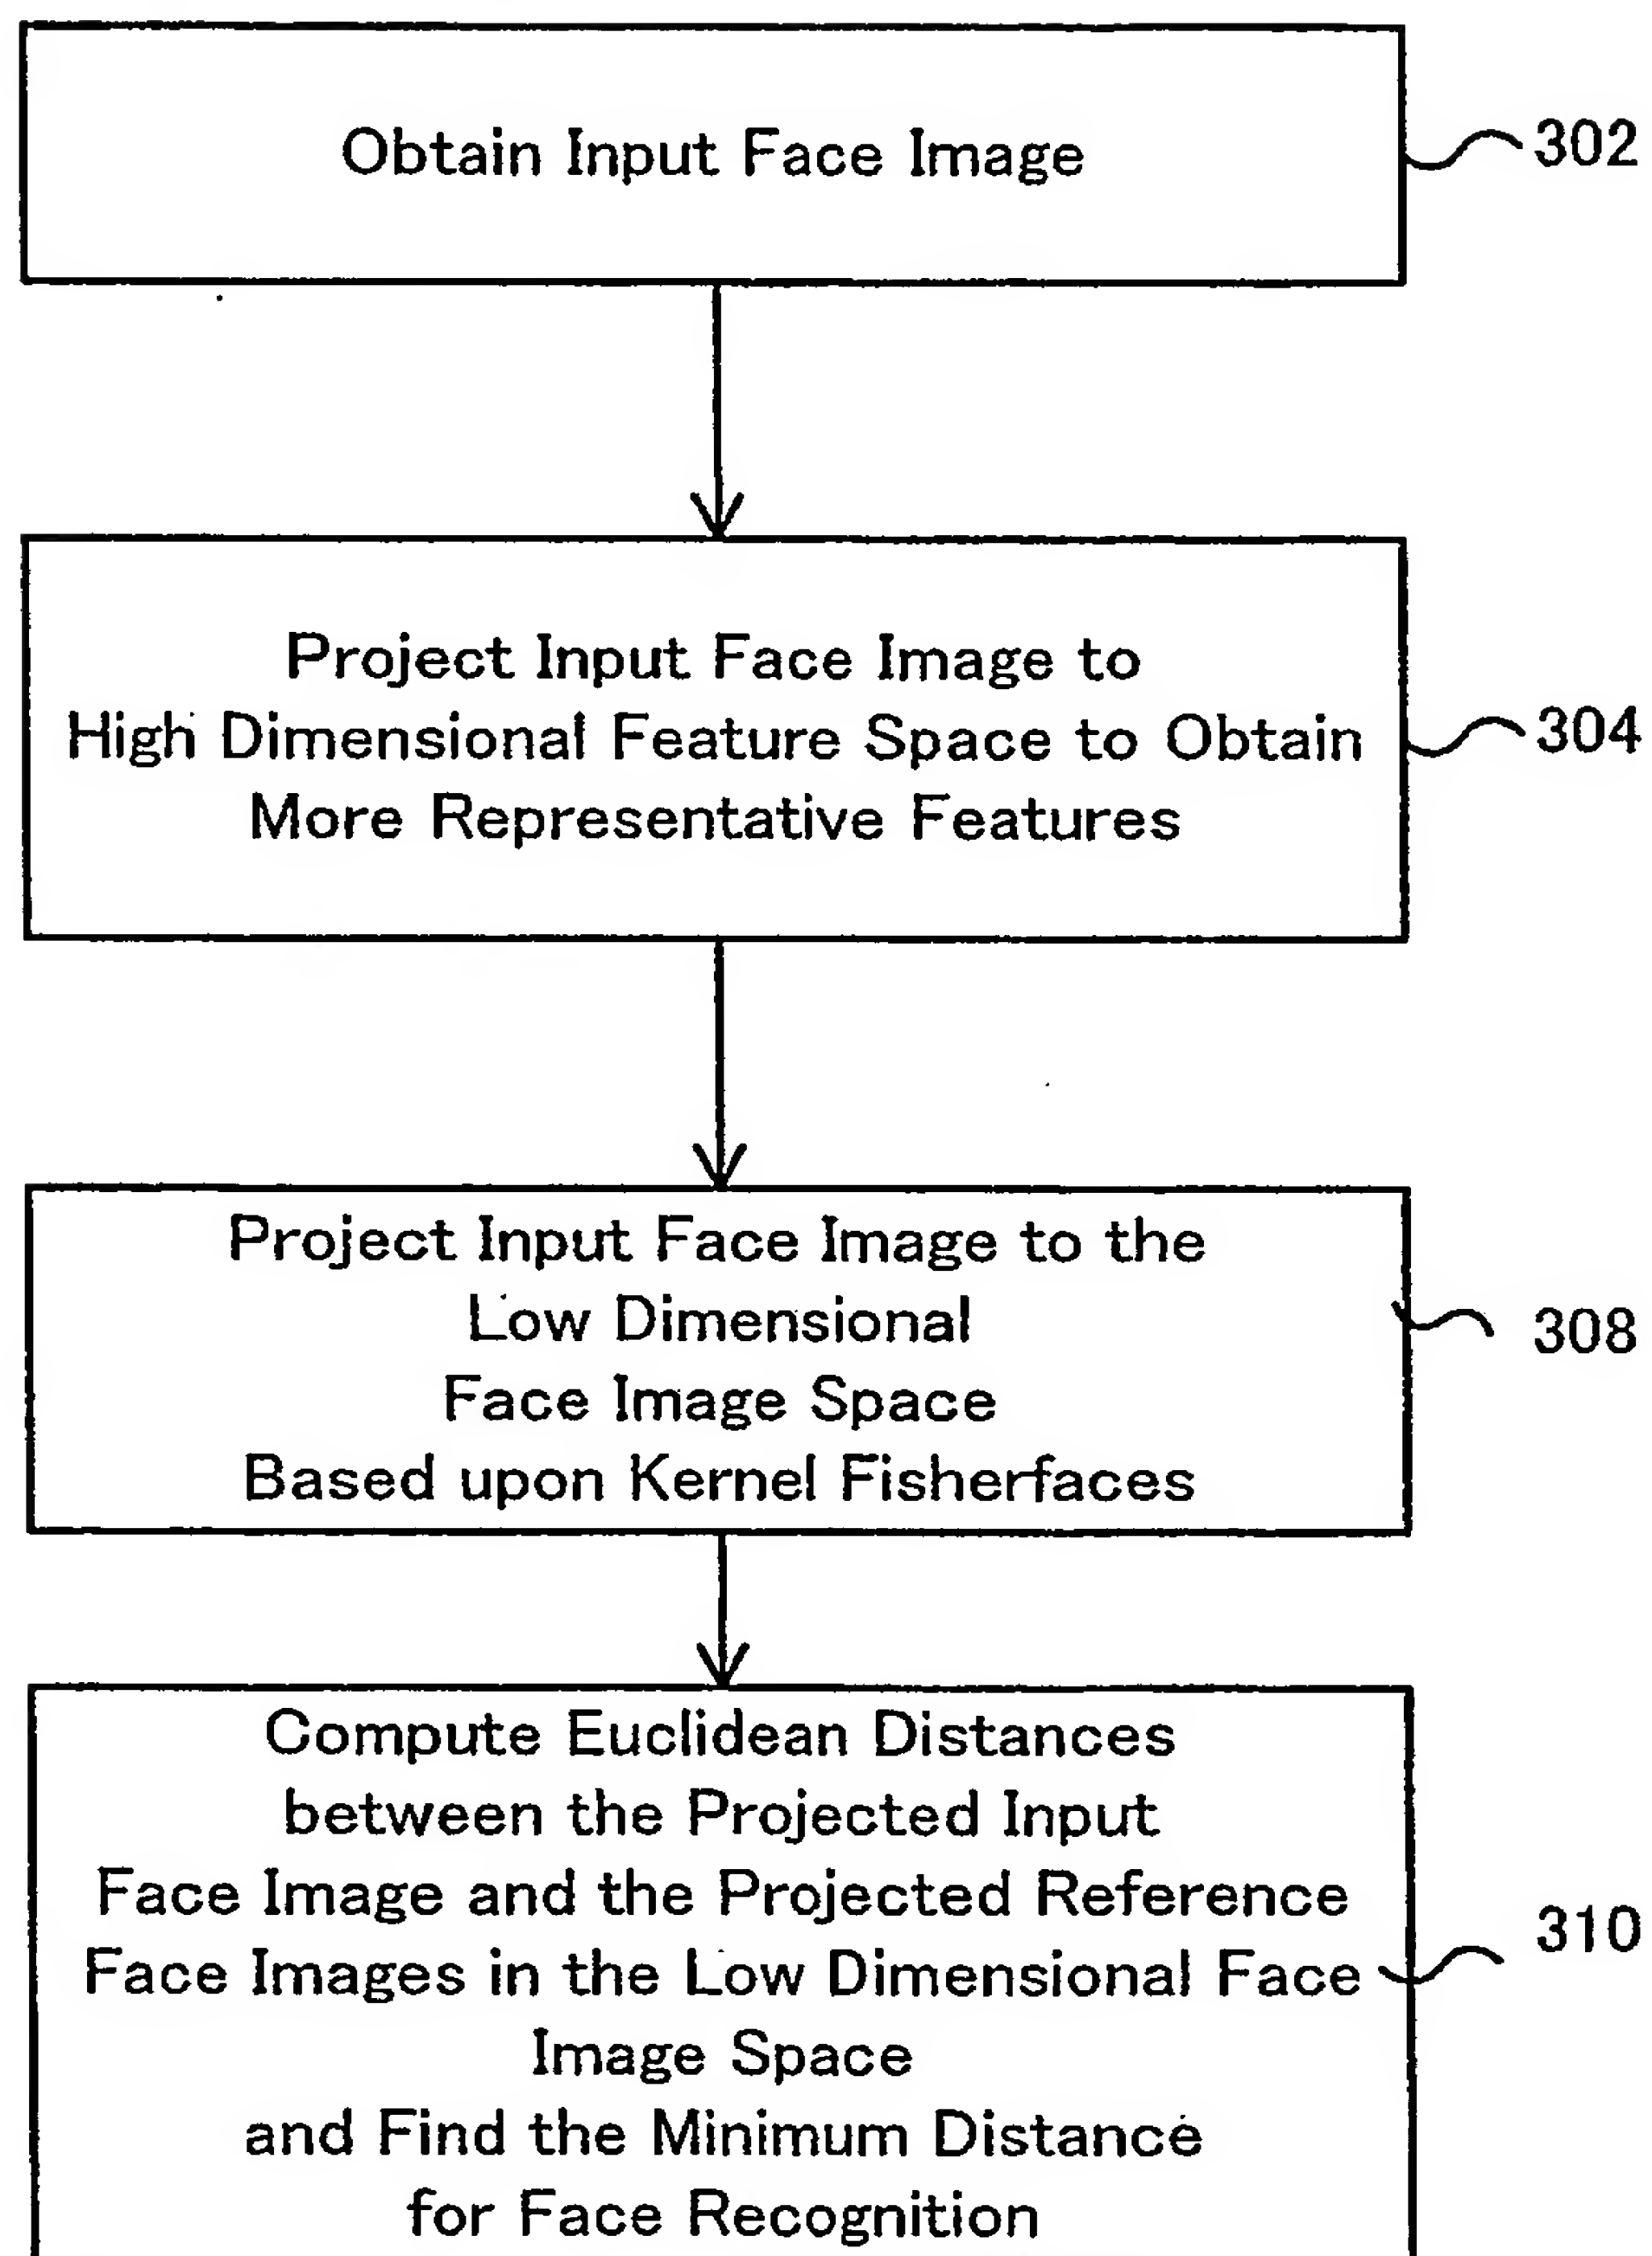 Obtain Input Face Image
302
Project Input Face Image to
High Dimensional Feature Space to Obtain
More Representative Features
304
Project Input Face Image to the
Low Dimensional
Face Image Space
Based upon Kernel Fisherfaces
308
Compute Euclidean Distances
between the Projected Input
Face Image and the Projected Reference
Face Images in the Low Dimensional Face
Image Space
and Find the Minimum Distance
for Face Recognition
310